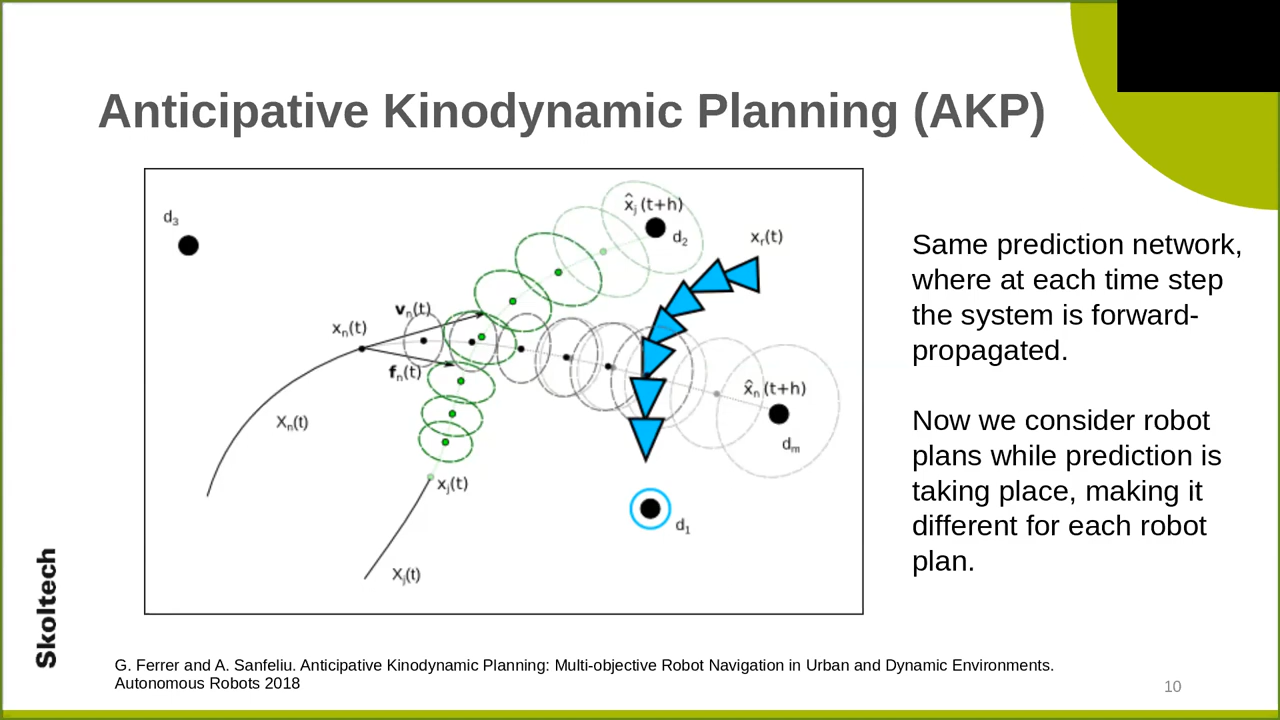 Anticipative Kinodynamic Planning (AKP)
d₃
x̂ⱼ(t+h)
d₂
xᵣ(t)
vₙ(t)
xₙ(t)
fₙ(t)
x̂ₙ(t+h)
Xₙ(t)
dₘ
xⱼ(t)
d₁
Xⱼ(t)
Same prediction network,
where at each time step
the system is forward-
propagated.
Now we consider robot
plans while prediction is
taking place, making it
different for each robot
plan.
Skoltech
G. Ferrer and A. Sanfeliu. Anticipative Kinodynamic Planning: Multi-objective Robot Navigation in Urban and Dynamic Environments.
Autonomous Robots 2018
10